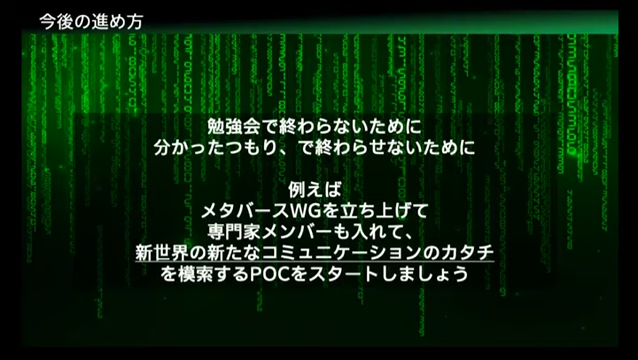 今後の進め方
勉強会で終わらないために
分かったつもり、で終わらせないために
例えば
メタバースWGを立ち上げて
専門家メンバーも入れて、
新世界の新たなコミュニケーションのカタチ
を模索するPOCをスタートしましょう